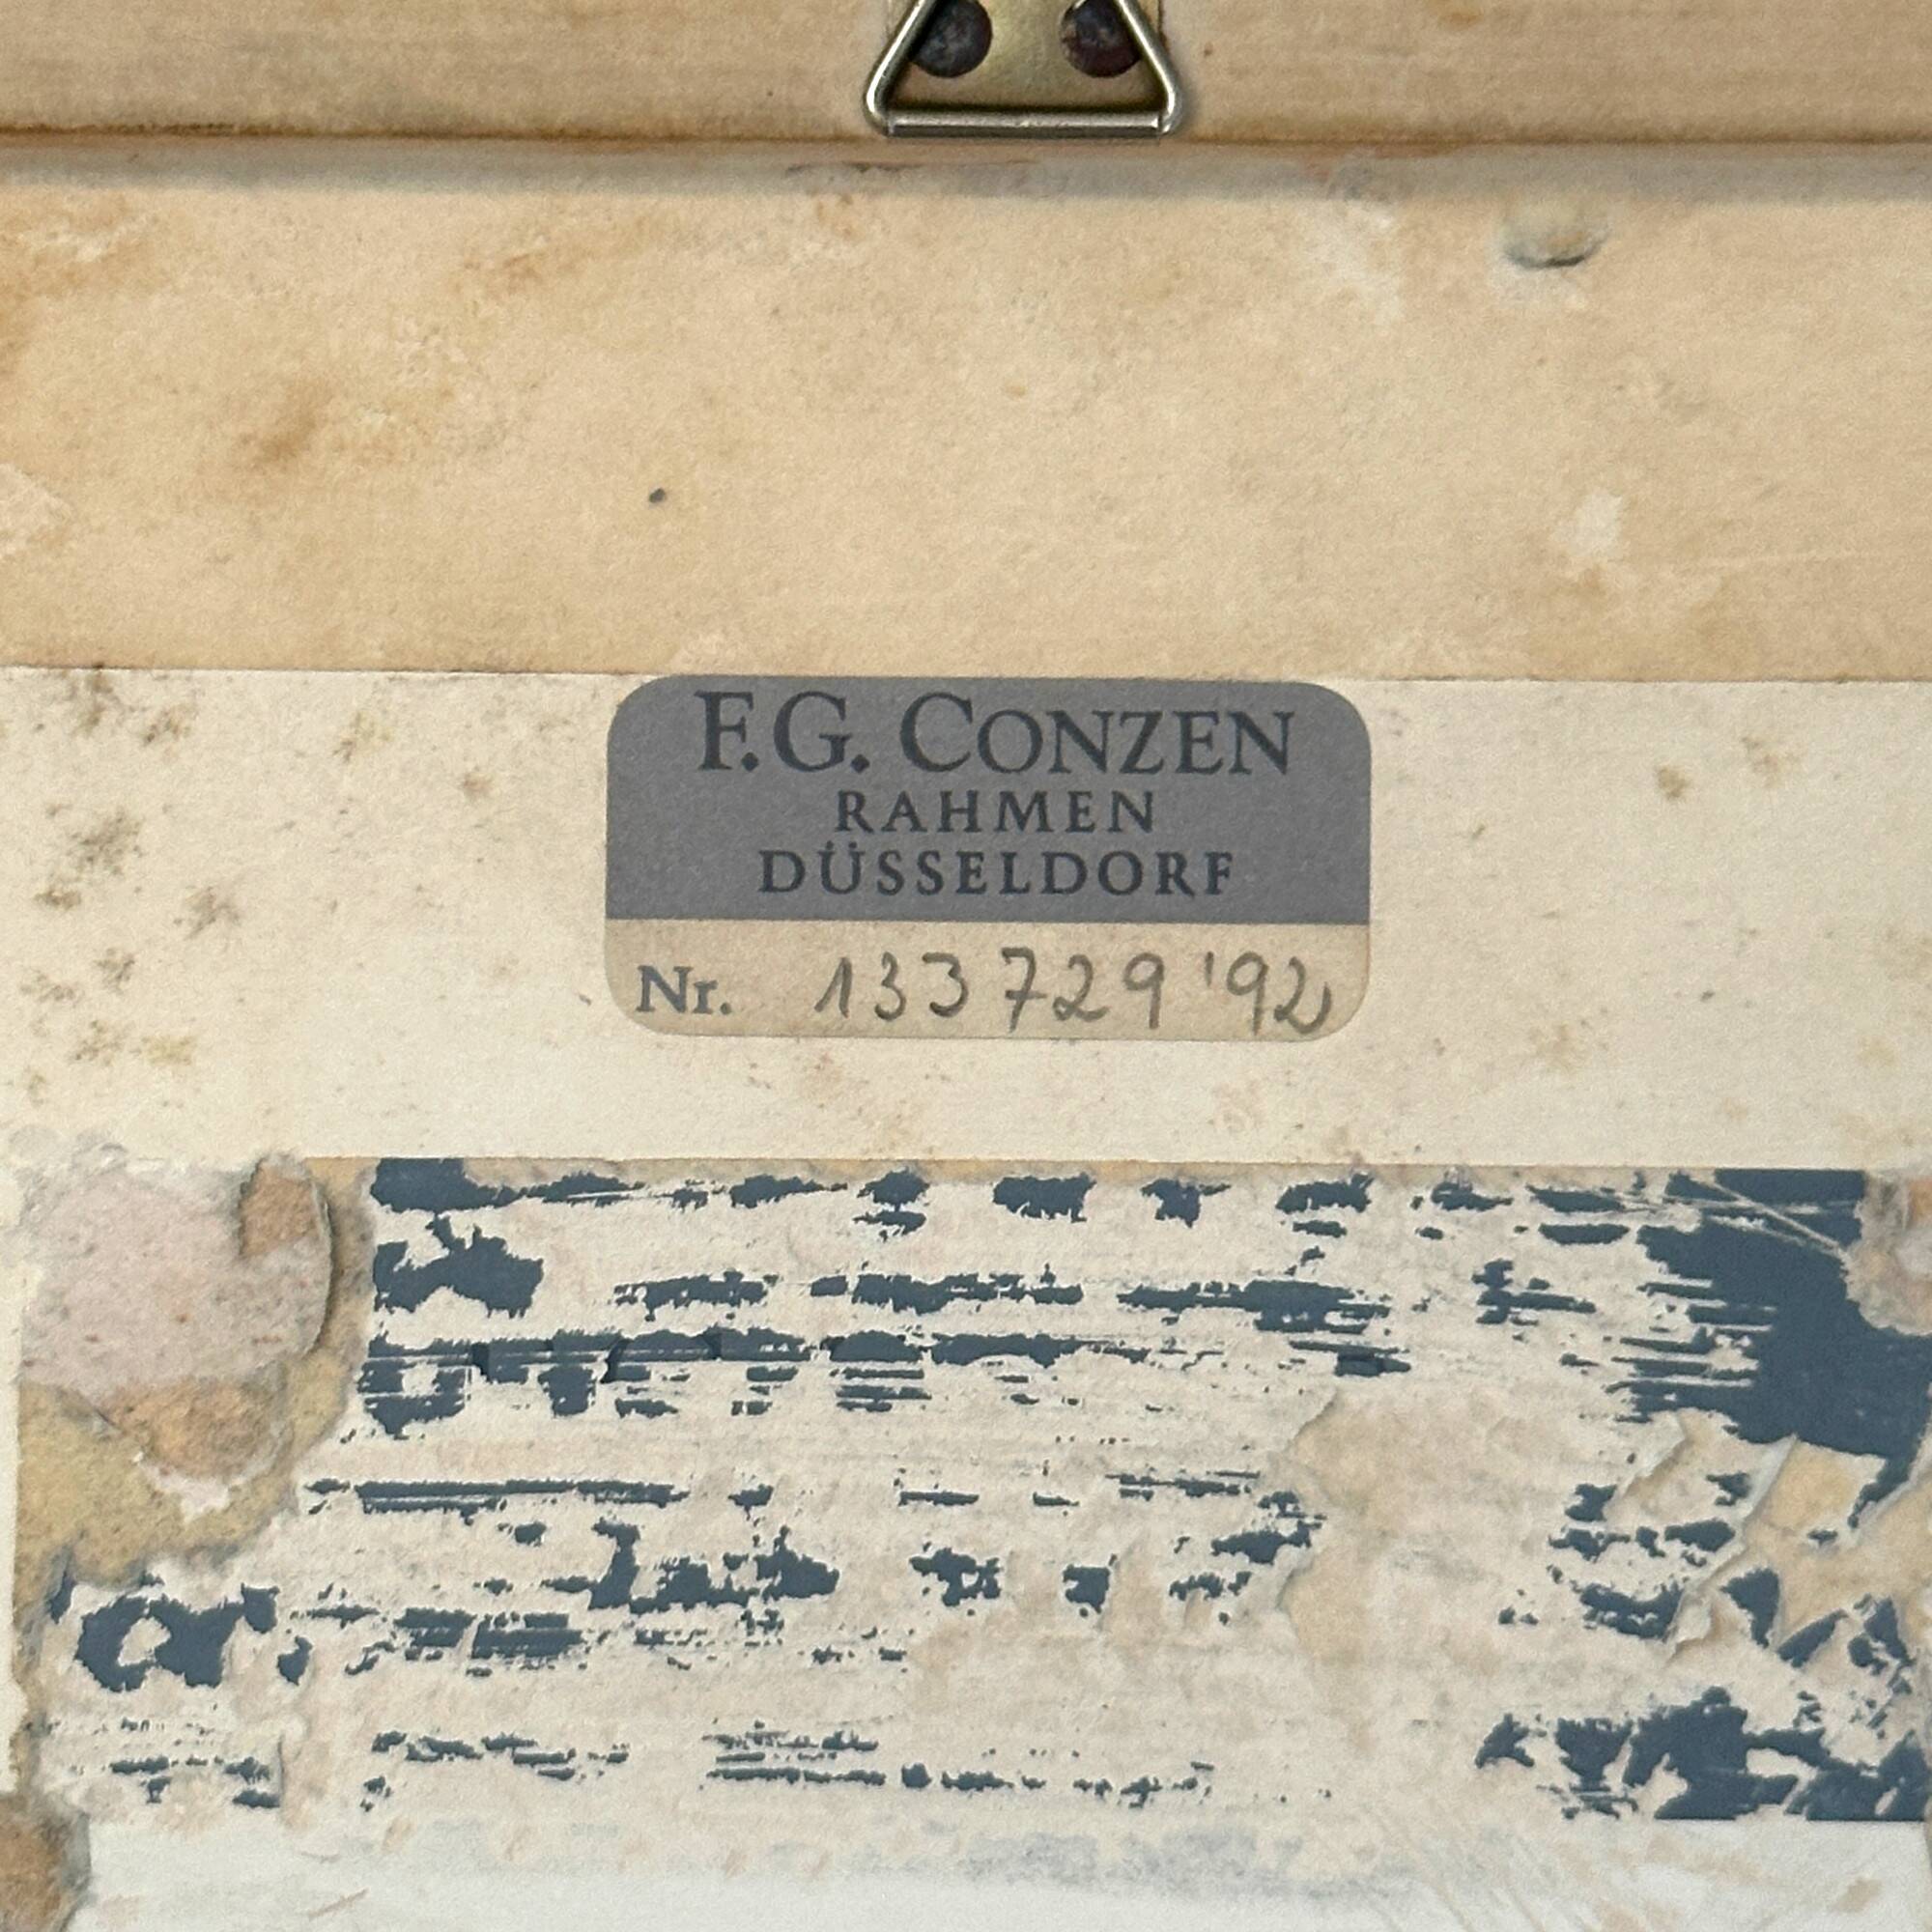 F.G. CONZEN
RAHMEN
DÜSSELDORF
Nr. 133729 '92